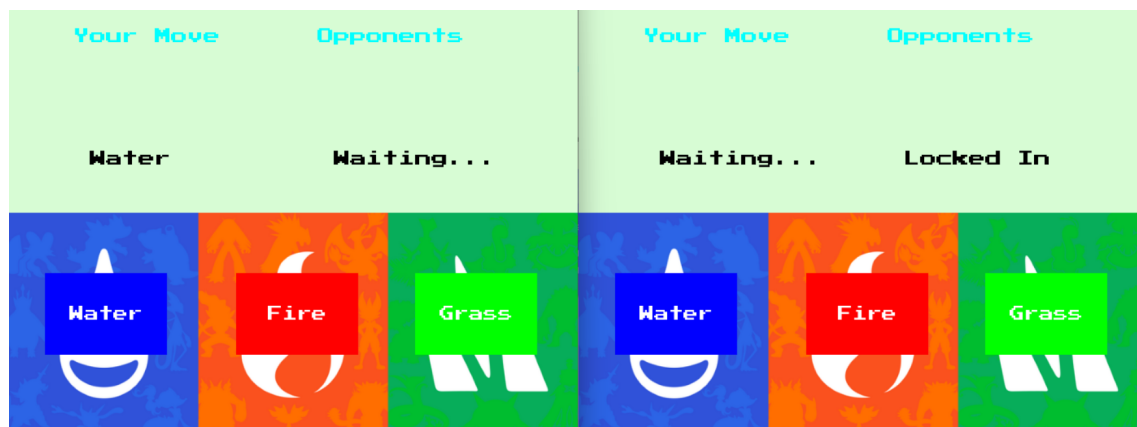 Your Move Opponents
Water Waiting...
Water Fire Grass
Your Move Opponents
Waiting... Locked In
Water Fire Grass